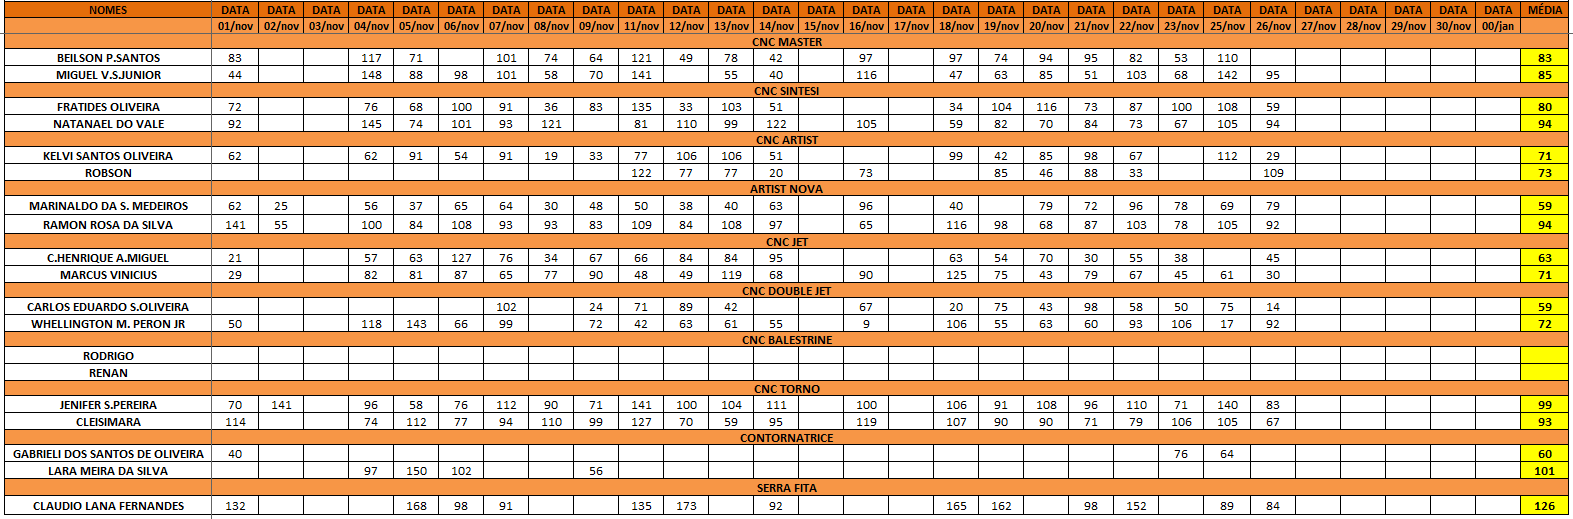 NOMES DATA DATA DATA DATA DATA DATA DATA DATA DATA DATA DATA DATA DATA DATA DATA DATA DATA DATA DATA DATA DATA DATA DATA DATA DATA DATA DATA DATA DATA MÉDIA
01/nov 02/nov 03/nov 04/nov 05/nov 06/nov 07/nov 08/nov 09/nov 11/nov 12/nov 13/nov 14/nov 15/nov 16/nov 17/nov 18/nov 19/nov 20/nov 21/nov 22/nov 23/nov 25/nov 26/nov 27/nov 28/nov 29/nov 30/nov 00/jan
CNC MASTER
BEILSON P.SANTOS 83 117 71 101 74 64 121 49 78 42 97 97 74 94 95 82 53 110 83
MIGUEL V.S.JUNIOR 44 148 88 98 101 58 70 141 55 40 116 47 63 85 51 103 68 142 95 85
CNC SINTESI
FRATIDES OLIVEIRA 72 76 68 100 91 36 83 135 33 103 51 34 104 116 73 87 100 108 59 80
NATANAEL DO VALE 92 145 74 101 93 121 81 110 99 122 105 59 82 70 84 73 67 105 94 94
CNC ARTIST
KELVI SANTOS OLIVEIRA 62 62 91 54 91 19 33 77 106 106 51 99 42 85 98 67 112 29 71
ROBSON 122 77 77 20 73 85 46 88 33 109 73
ARTIST NOVA
MARINALDO DA S. MEDEIROS 62 25 56 37 65 64 30 48 50 38 40 63 96 40 79 72 96 78 69 79 59
RAMON ROSA DA SILVA 141 55 100 84 108 93 93 83 109 84 108 97 65 116 98 68 87 103 78 105 92 94
CNC JET
C.HENRIQUE A.MIGUEL 21 57 63 127 76 34 67 66 84 84 95 63 54 70 30 55 38 45 63
MARCUS VINICIUS 29 82 81 87 65 77 90 48 49 119 68 90 125 75 43 79 67 45 61 30 71
CNC DOUBLE JET
CARLOS EDUARDO S.OLIVEIRA 102 24 71 89 42 67 20 75 43 98 58 50 75 14 59
WHELLINGTON M. PERON JR 50 118 143 66 99 72 42 63 61 55 9 106 55 63 60 93 106 17 92 72
CNC BALESTRINE
RODRIGO
RENAN
CNC TORNO
JENIFER S.PEREIRA 70 141 96 58 76 112 90 71 141 100 104 111 100 106 91 108 96 110 71 140 83 99
CLEISIMARA 114 74 112 77 94 110 99 127 70 59 95 119 107 90 90 71 79 106 105 67 93
CONTORNATRICE
GABRIELI DOS SANTOS DE OLIVEIRA 40 76 64 60
LARA MEIRA DA SILVA 97 150 102 56 101
SERRA FITA
CLAUDIO LANA FERNANDES 132 168 98 91 135 173 92 165 162 98 152 89 84 126